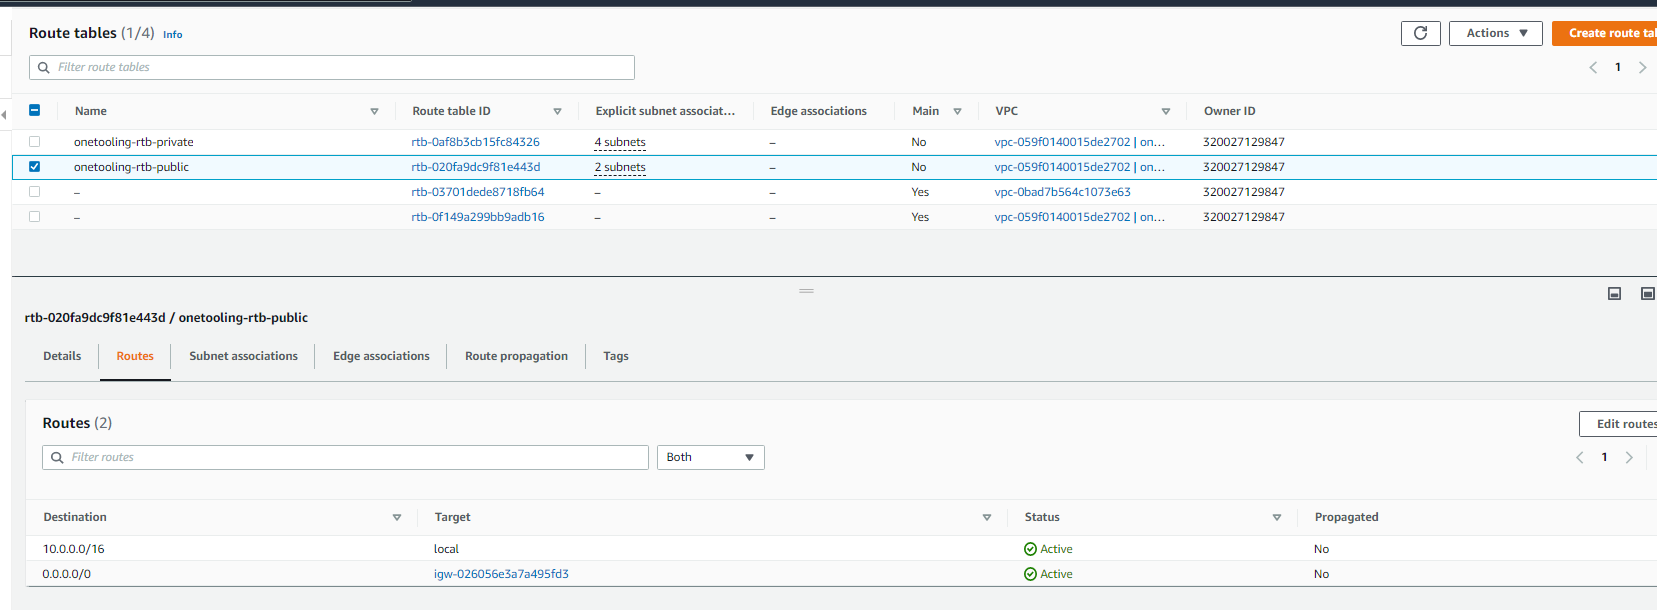 Route tables (1/4) Info
Actions
Create route tal
Filter route tables
1
Name Route table ID Explicit subnet associat... Edge associations Main VPC Owner ID
onetooling-rtb-private rtb-0af8b3cb15fc84326 4 subnets – No vpc-059f0140015de2702 | on... 320027129847
onetooling-rtb-public rtb-020fa9dc9f81e443d 2 subnets – No vpc-059f0140015de2702 | on... 320027129847
– rtb-03701dede8718fb64 – – Yes vpc-0bad7b564c1073e63 320027129847
– rtb-0f149a299bb9adb16 – – Yes vpc-059f0140015de2702 | on... 320027129847
rtb-020fa9dc9f81e443d / onetooling-rtb-public
Details Routes Subnet associations Edge associations Route propagation Tags
Routes (2)
Edit routes
Filter routes
Both
1
Destination Target Status Propagated
10.0.0.0/16 local Active No
0.0.0.0/0 igw-026056e3a7a495fd3 Active No